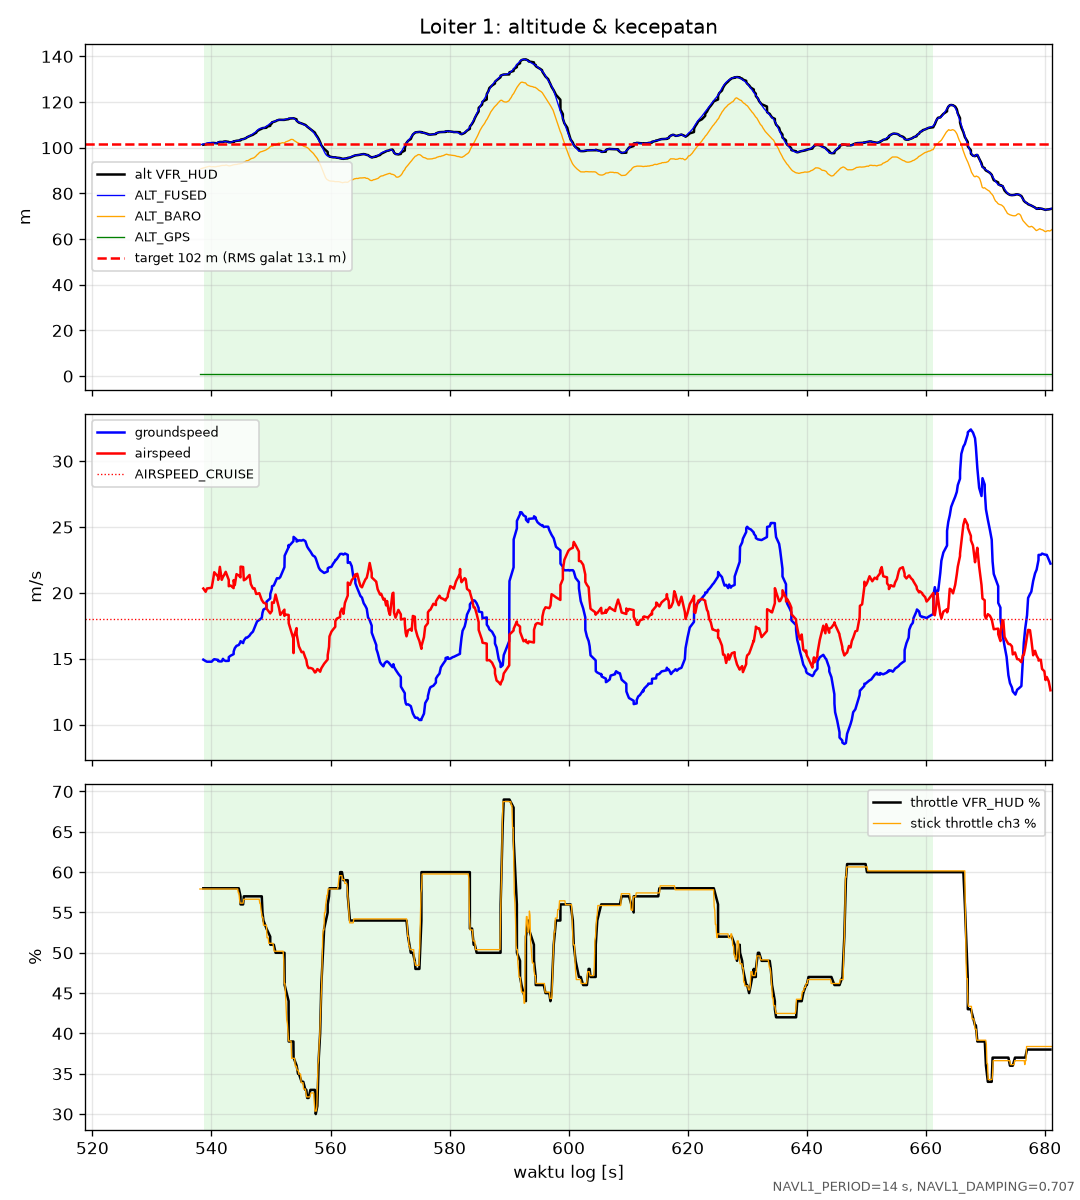 Loiter 1: altitude & kecepatan
140
120
100
80
60
40
20
0
m
alt VFR_HUD
ALT_FUSED
ALT_BARO
ALT_GPS
target 102 m (RMS galat 13.1 m)
30
25
20
15
10
m/s
groundspeed
airspeed
AIRSPEED_CRUISE
70
65
60
55
50
45
40
35
30
%
throttle VFR_HUD %
stick throttle ch3 %
520 540 560 580 600 620 640 660 680
waktu log [s]
NAVL1_PERIOD=14 s, NAVL1_DAMPING=0.707